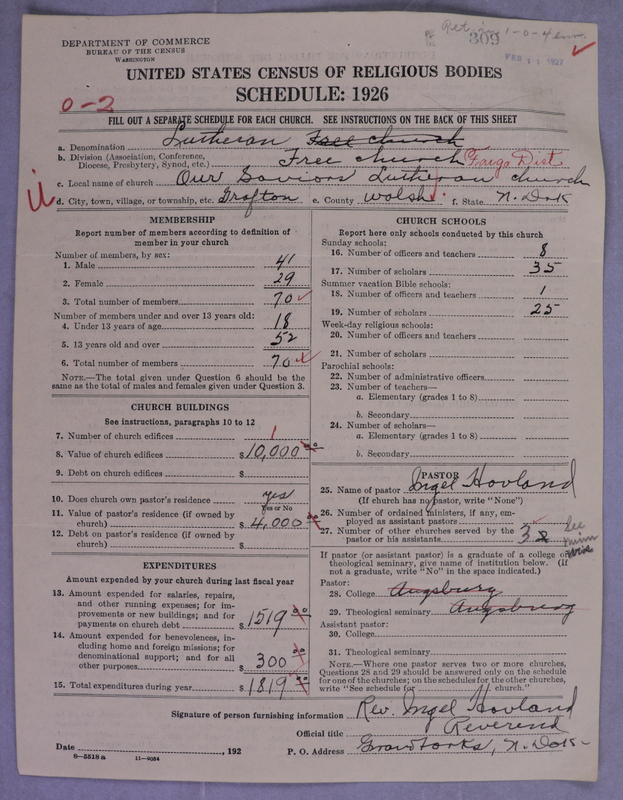 DEPARTMENT OF COMMERCE
BUREAU OF THE CENSUS
WASHINGTON
309
FEB 11 1927
UNITED STATES CENSUS OF RELIGIOUS BODIES
SCHEDULE: 1926
0-2
FILL OUT A SEPARATE SCHEDULE FOR EACH CHURCH. SEE INSTRUCTIONS ON THE BACK OF THIS SHEET
a. Denomination Lutheran Free church
b. Division (Association, Conference, Diocese, Presbytery, Synod, etc.) Free church Fargo Dist
c. Local name of church Our Saviors Lutheran church
d. City, town, village, or township, etc. Grafton e. County Walsh f. State N. Dak
MEMBERSHIP
Report number of members according to definition of member in your church
Number of members, by sex:
1. Male 41
2. Female 29
3. Total number of members 70
Number of members under and over 13 years old:
4. Under 13 years of age 18
5. 13 years old and over 52
6. Total number of members 70
NOTE.—The total given under Question 6 should be the same as the total of males and females given under Question 3.
CHURCH BUILDINGS
See instructions, paragraphs 10 to 12
7. Number of church edifices 1
8. Value of church edifices $10,000 00
9. Debt on church edifices $
10. Does church own pastor's residence yes
Yes or No
11. Value of pastor's residence (if owned by church) $4,000 00
12. Debt on pastor's residence (if owned by church) $
EXPENDITURES
Amount expended by your church during last fiscal year
13. Amount expended for salaries, repairs, and other running expenses; for improvements or new buildings; and for payments on church debt $1519 00
14. Amount expended for benevolences, including home and foreign missions; for denominational support; and for all other purposes $300
15. Total expenditures during year $1819 00
CHURCH SCHOOLS
Report here only schools conducted by this church
Sunday schools:
16. Number of officers and teachers 8
17. Number of scholars 35
Summer vacation Bible schools:
18. Number of officers and teachers 1
19. Number of scholars 25
Week-day religious schools:
20. Number of officers and teachers
21. Number of scholars
Parochial schools:
22. Number of administrative officers
23. Number of teachers—
a. Elementary (grades 1 to 8)
b. Secondary
24. Number of scholars—
a. Elementary (grades 1 to 8)
b. Secondary
PASTOR
25. Name of pastor Ingel Hovland
(If church has no pastor, write "None")
26. Number of ordained ministers, if any, employed as assistant pastors
27. Number of other churches served by the pastor or his assistants 3
If pastor (or assistant pastor) is a graduate of a college or theological seminary, give name of institution below. (If not a graduate, write "No" in the space indicated.)
Pastor:
28. College Augsburg
29. Theological seminary Augsburg
Assistant pastor:
30. College
31. Theological seminary
NOTE.—Where one pastor serves two or more churches, Questions 28 and 29 should be answered only on the schedule for one of the churches; on the schedules for the other churches, write "See schedule for church."
Signature of person furnishing information Rev. Ingel Hovland
Official title Reverend
Date , 192 P. O. Address Grand Forks, N. Dak
8—5518 a 11—9054